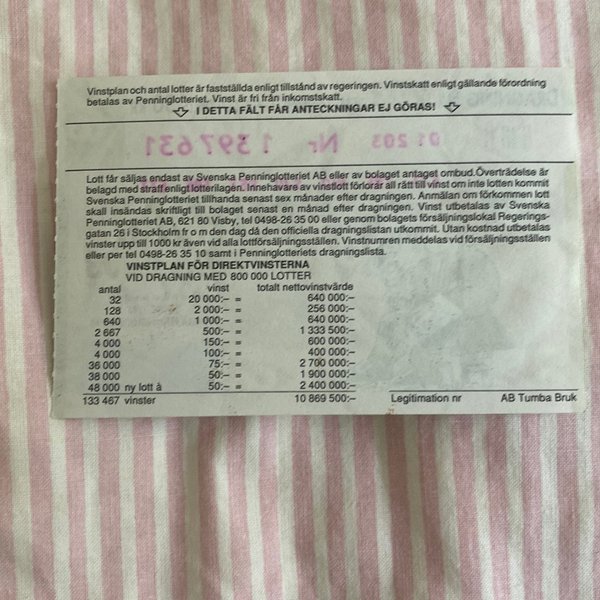 Vinstplan och antal lotter är fastställda enligt tillstånd av regeringen. Vinstskatt enligt gällande förordning
betalas av Penninglotteriet. Vinst är fri från inkomstskatt.
I DETTA FÄLT FÅR ANTECKNINGAR EJ GÖRAS!
01 203 Nr 1 397631
Lott får säljas endast av Svenska Penninglotteriet AB eller av bolaget antaget ombud. Överträdelse är
belagd med straff enligt lotterilagen. Innehavare av vinstlott förlorar all rätt till vinst om inte lotten kommit
Svenska Penninglotteriet tillhanda senast sex månader efter dragningen. Anmälan om förkommen lott
skall insändas skriftligt till bolaget senast en månad efter dragningen. Vinst utbetalas av Svenska
Penninglotteriet AB, 621 80 Visby, tel 0498-26 35 00 eller genom bolagets försäljningslokal Regerings-
gatan 26 i Stockholm fr o m den dag då den officiella dragningslistan utkommit. Utan kostnad utbetalas
vinster upp till 1000 kr även vid alla lottförsäljningsställen. Vinstnumren meddelas vid försäljningsställen
eller per tel 0498-26 35 10 samt i Penninglotteriets dragningslista.
VINSTPLAN FÖR DIREKTVINSTERNA
VID DRAGNING MED 800 000 LOTTER
antal vinst totalt nettovinstvärde
32 20 000:– = 640 000:–
128 2 000:– = 256 000:–
640 1 000:– = 640 000:–
2 667 500:– = 1 333 500:–
4 000 150:– = 600 000:–
4 000 100:– = 400 000:–
36 000 75:– = 2 700 000:–
38 000 50:– = 1 900 000:–
48 000 ny lott à 50:– = 2 400 000:–
133 467 vinster 10 869 500:– Legitimation nr AB Tumba Bruk